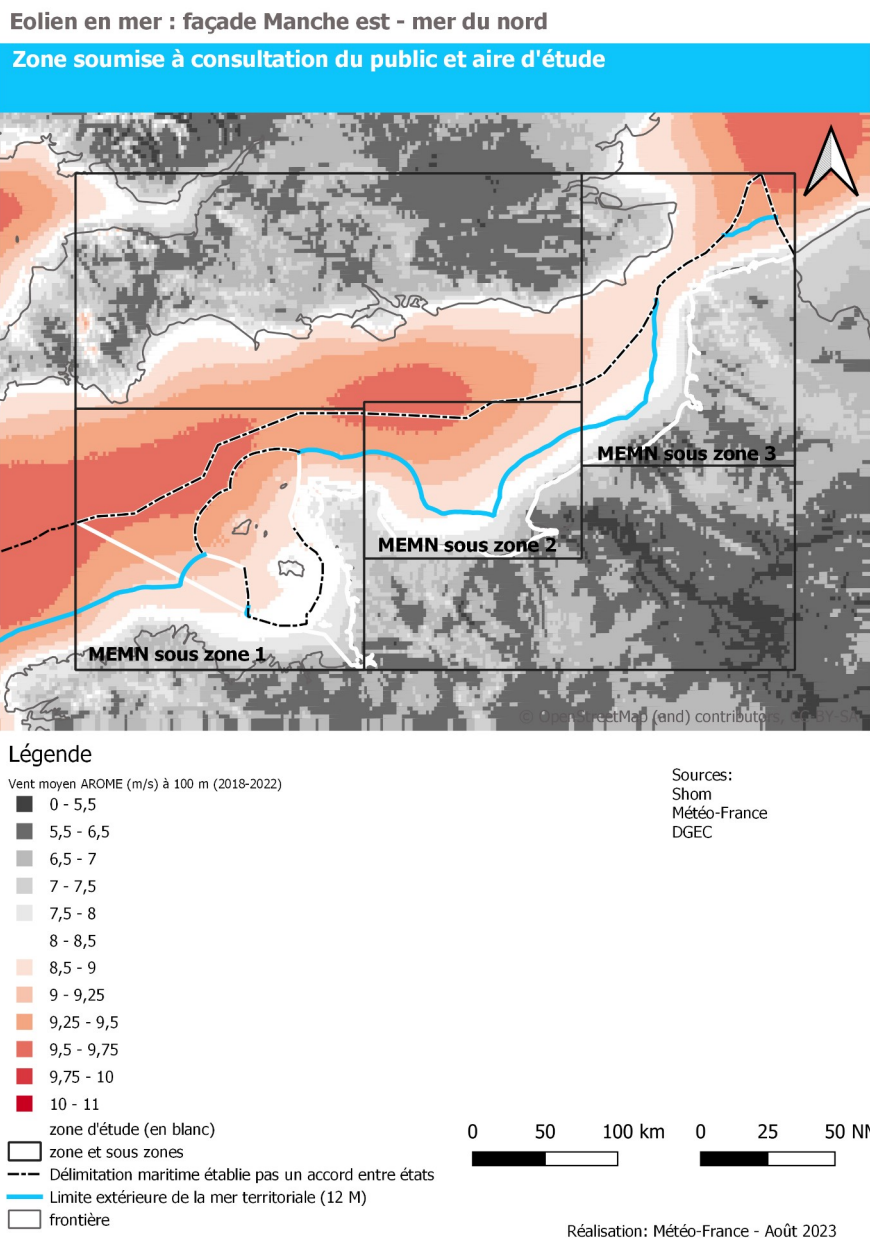 Eolien en mer : façade Manche est - mer du nord
Zone soumise à consultation du public et aire d'étude
MEMN sous zone 3
MEMN sous zone 2
MEMN sous zone 1
© OpenStreetMap (and) contributors, CC-BY-SA
Légende
Vent moyen AROME (m/s) à 100 m (2018-2022)
0 - 5,5
5,5 - 6,5
6,5 - 7
7 - 7,5
7,5 - 8
8 - 8,5
8,5 - 9
9 - 9,25
9,25 - 9,5
9,5 - 9,75
9,75 - 10
10 - 11
zone d'étude (en blanc)
zone et sous zones
Délimitation maritime établie pas un accord entre états
Limite extérieure de la mer territoriale (12 M)
frontière
Sources:
Shom
Météo-France
DGEC
0 50 100 km
0 25 50 NM
Réalisation: Météo-France - Août 2023